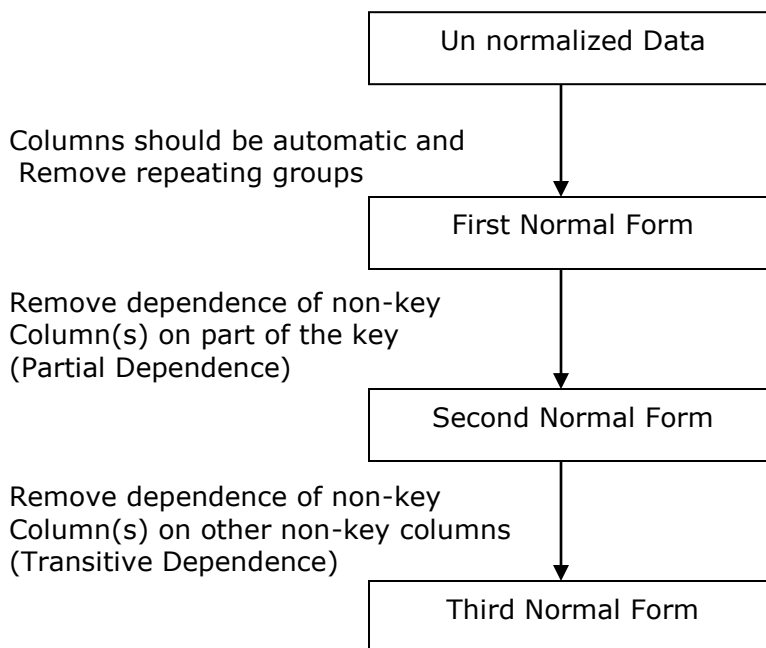 Un normalized Data
Columns should be automatic and
Remove repeating groups
First Normal Form
Remove dependence of non-key
Column(s) on part of the key
(Partial Dependence)
Second Normal Form
Remove dependence of non-key
Column(s) on other non-key columns
(Transitive Dependence)
Third Normal Form